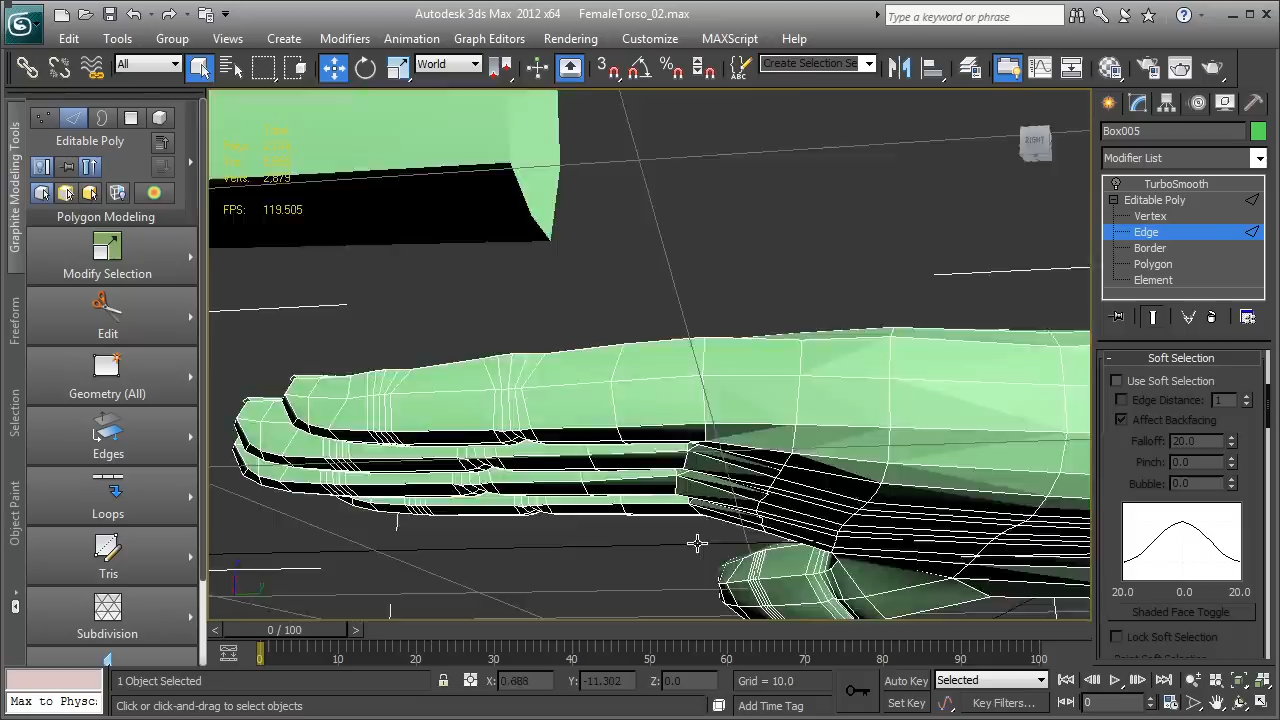 Autodesk 3ds Max 2012 x64 FemaleTorso_02.max
Type a keyword or phrase
Edit Tools Group Views Create Modifiers Animation Graph Editors Rendering Customize MAXScript Help
All
World
Create Selection Se
Graphite Modeling Tools
Freeform
Selection
Object Paint
Editable Poly
Polygon Modeling
Modify Selection
Edit
Geometry (All)
Edges
Loops
Tris
Subdivision
FPS: 119.505
RIGHT
Box005
Modifier List
TurboSmooth
Editable Poly
Vertex
Edge
Border
Polygon
Element
Soft Selection
Use Soft Selection
Edge Distance: 1
Affect Backfacing
Falloff: 20.0
Pinch: 0.0
Bubble: 0.0
20.0 0.0 20.0
Shaded Face Toggle
Lock Soft Selection
0 / 100
0 10 20 30 40 50 60 70 80 90 100
1 Object Selected
X: 0.688 Y: -11.302 Z: 0.0 Grid = 10.0
Auto Key Selected
Max to Physc
Click or click-and-drag to select objects
Add Time Tag
Set Key Key Filters...
0